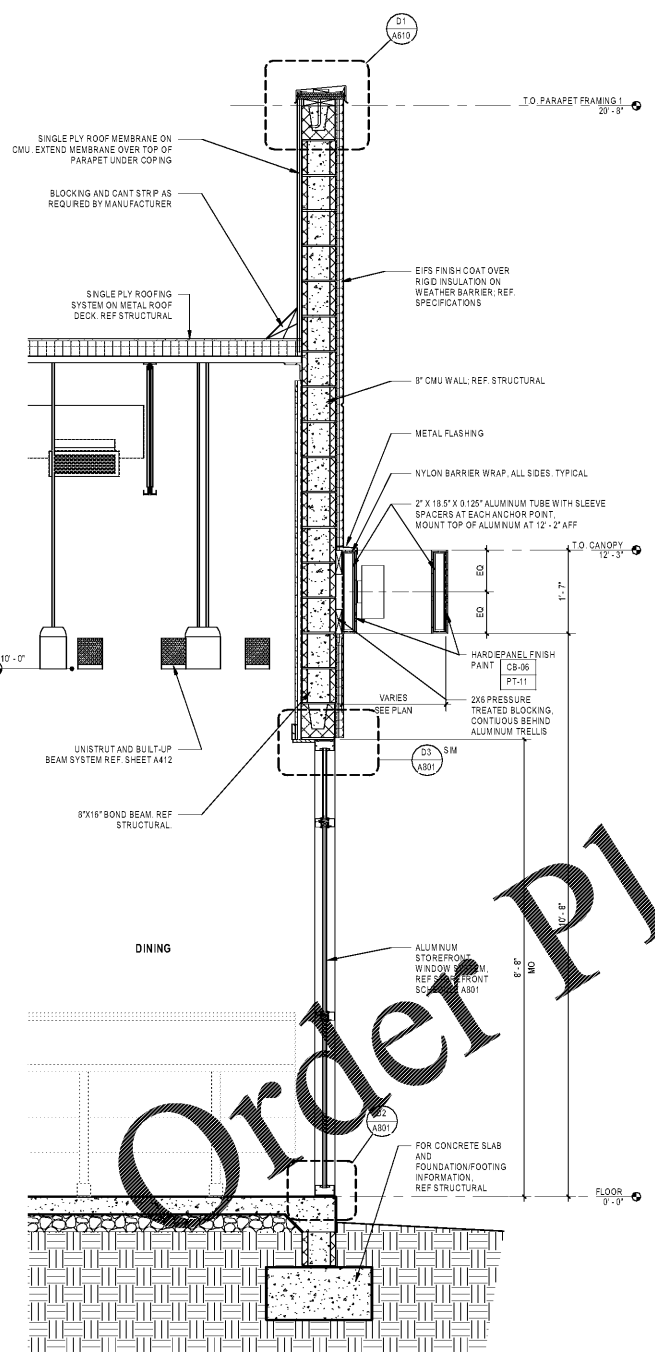 D1
A610
T.O. PARAPET FRAMING 1
20' - 8"
SINGLE PLY ROOF MEMBRANE ON
CMU. EXTEND MEMBRANE OVER TOP OF
PARAPET UNDER COPING
BLOCKING AND CANT STRIP AS
REQUIRED BY MANUFACTURER
EIFS FINISH COAT OVER
RIGID INSULATION ON
WEATHER BARRIER; REF.
SPECIFICATIONS
SINGLE PLY ROOFING
SYSTEM ON METAL ROOF
DECK. REF STRUCTURAL
8" CMU WALL; REF. STRUCTURAL
METAL FLASHING
NYLON BARRIER WRAP, ALL SIDES. TYPICAL
2" X 18.5" X 0.125" ALUMINUM TUBE WITH SLEEVE
SPACERS AT EACH ANCHOR POINT,
MOUNT TOP OF ALUMINUM AT 12' - 2" AFF
T.O. CANOPY
12' - 3"
EQ
EQ
1' - 7"
10' - 0"
HARDIEPANEL FINISH
PAINT
CB-06
PT-11
VARIES
SEE PLAN
2X6 PRESSURE
TREATED BLOCKING,
CONTIUOUS BEHIND
ALUMINUM TRELLIS
UNISTRUT AND BUILT-UP
BEAM SYSTEM REF. SHEET A412
D3
A801
SIM
8"X16" BOND BEAM. REF
STRUCTURAL.
DINING
ALUMINUM
STOREFRONT
WINDOW SYSTEM,
REF STOREFRONT
SCHEDULE A801
MO
10' - 8"
Order Pl
A801
FOR CONCRETE SLAB
AND
FOUNDATION/FOOTING
INFORMATION,
REF STRUCTURAL
FLOOR
0' - 0"